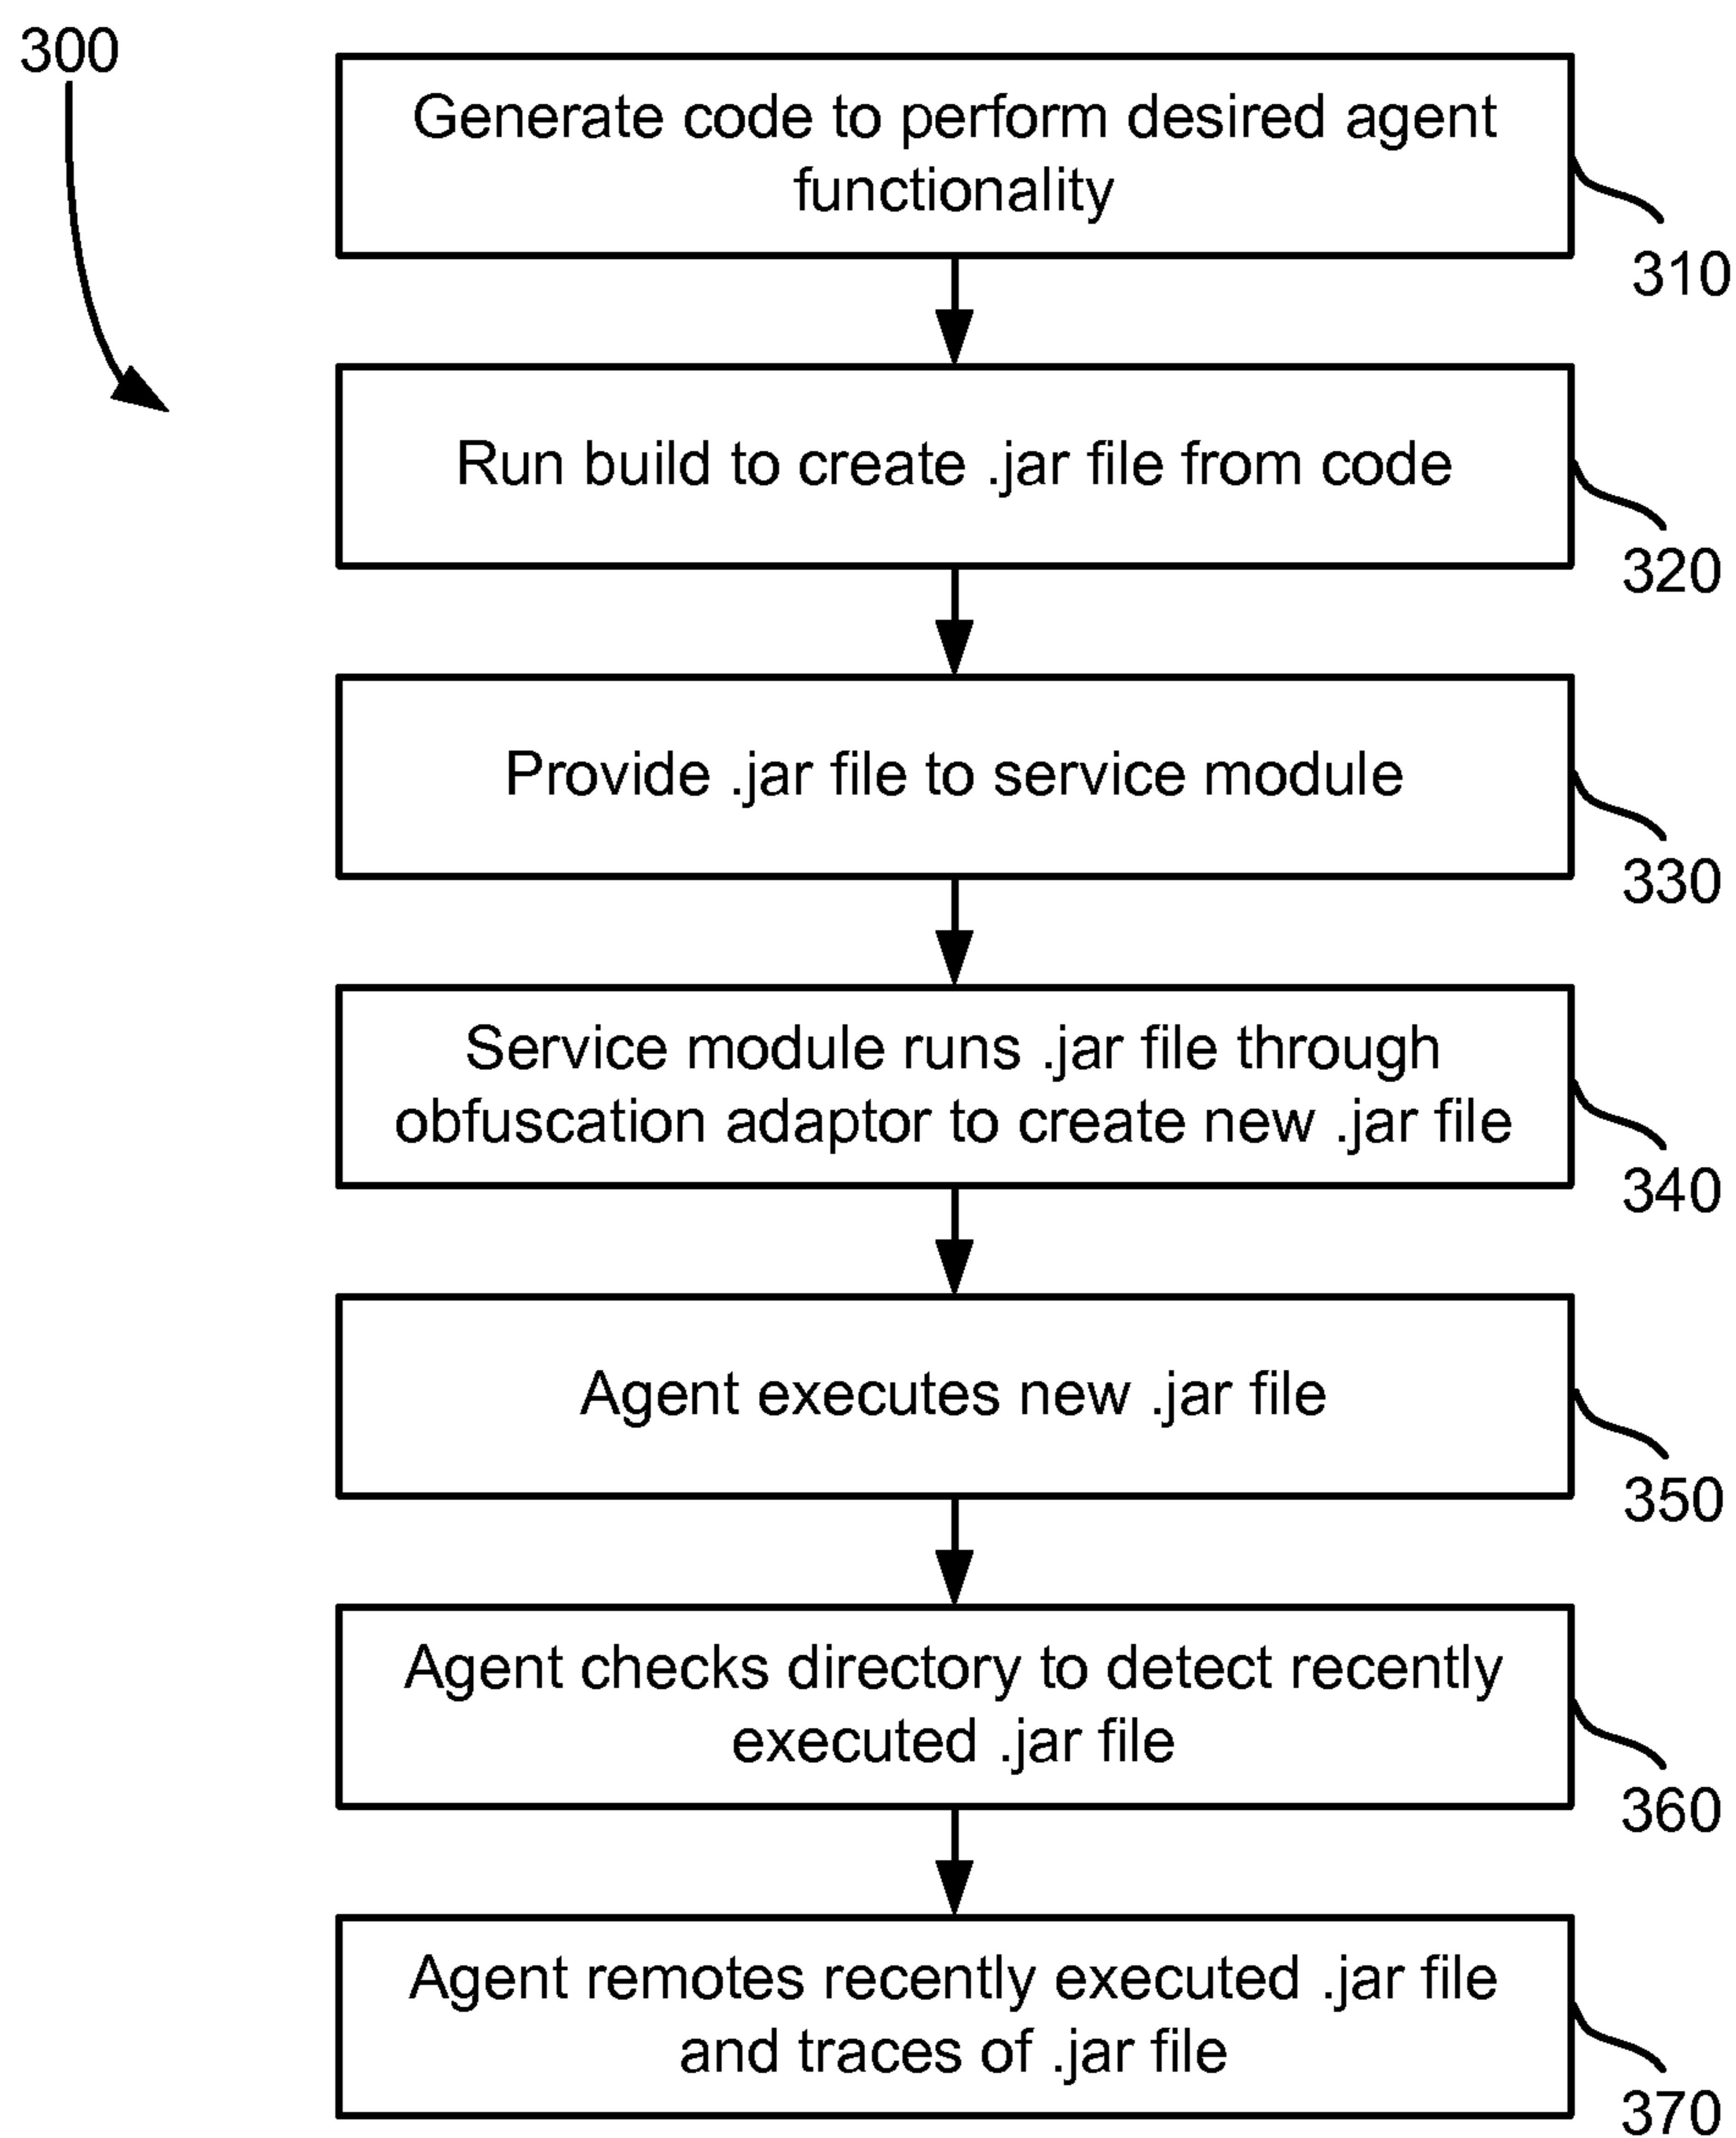 300
Generate code to perform desired agent
functionality
310
Run build to create .jar file from code
320
Provide .jar file to service module
330
Service module runs .jar file through
obfuscation adaptor to create new .jar file
340
Agent executes new .jar file
350
Agent checks directory to detect recently
executed .jar file
360
Agent remotes recently executed .jar file
and traces of .jar file
370